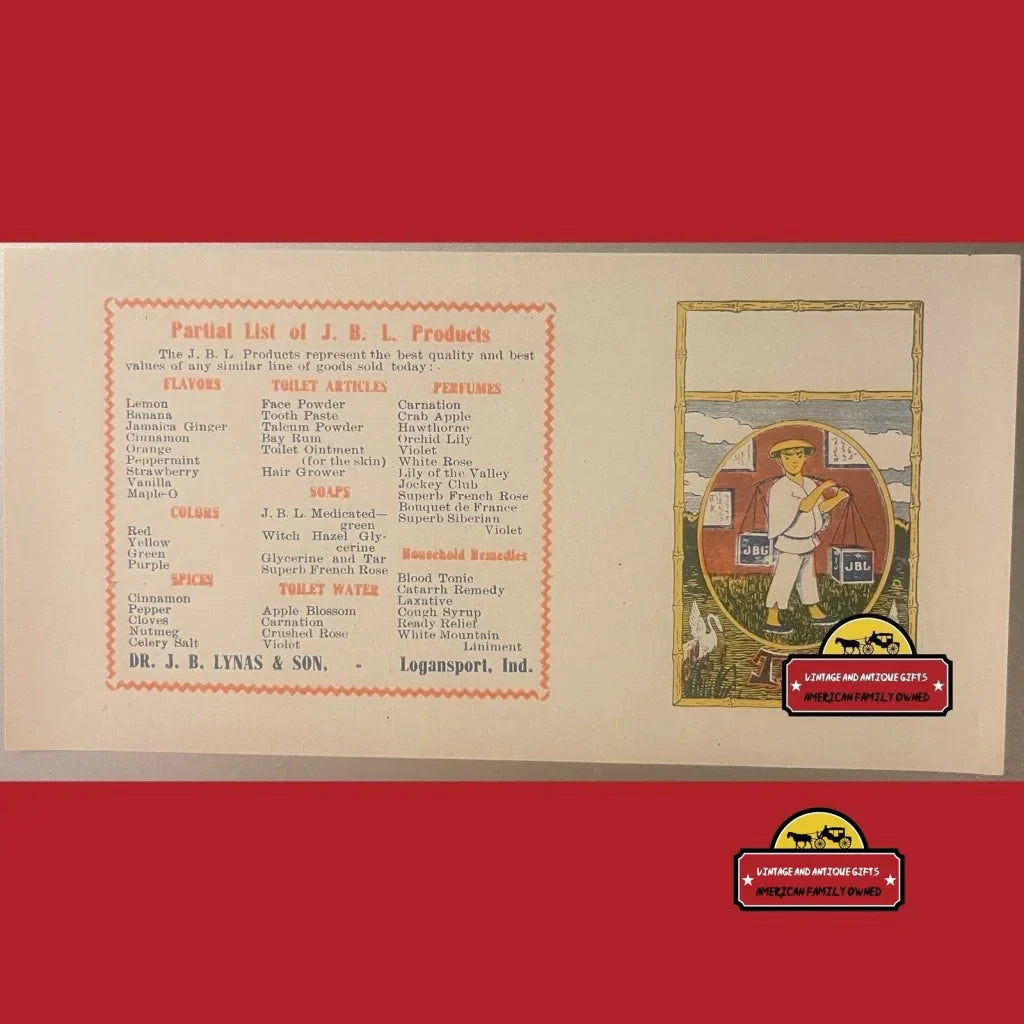 Partial List of J. B. L. Products
The J. B. L. Products represent the best quality and best
values of any similar line of goods sold today:
FLAVORS
Lemon
Banana
Jamaica Ginger
Cinnamon
Orange
Peppermint
Strawberry
Vanilla
Maple-O
COLORS
Red
Yellow
Green
Purple
SPICES
Cinnamon
Pepper
Cloves
Nutmeg
Celery Salt
TOILET ARTICLES
Face Powder
Tooth Paste
Talcum Powder
Bay Rum
Toilet Ointment
(for the skin)
Hair Grower
SOAPS
J. B. L. Medicated—
green
Witch Hazel Gly-
cerine
Glycerine and Tar
Superb French Rose
TOILET WATER
Apple Blossom
Carnation
Crushed Rose
Violet
PERFUMES
Carnation
Crab Apple
Hawthorne
Orchid Lily
Violet
White Rose
Lily of the Valley
Jockey Club
Superb French Rose
Bouquet de France
Superb Siberian
Violet
Household Remedies
Blood Tonic
Catarrh Remedy
Laxative
Cough Syrup
Ready Relief
White Mountain
Liniment
DR. J. B. LYNAS & SON, - Logansport, Ind.
JBL
JBL
VINTAGE AND ANTIQUE GIFTS
AMERICAN FAMILY OWNED
VINTAGE AND ANTIQUE GIFTS
AMERICAN FAMILY OWNED